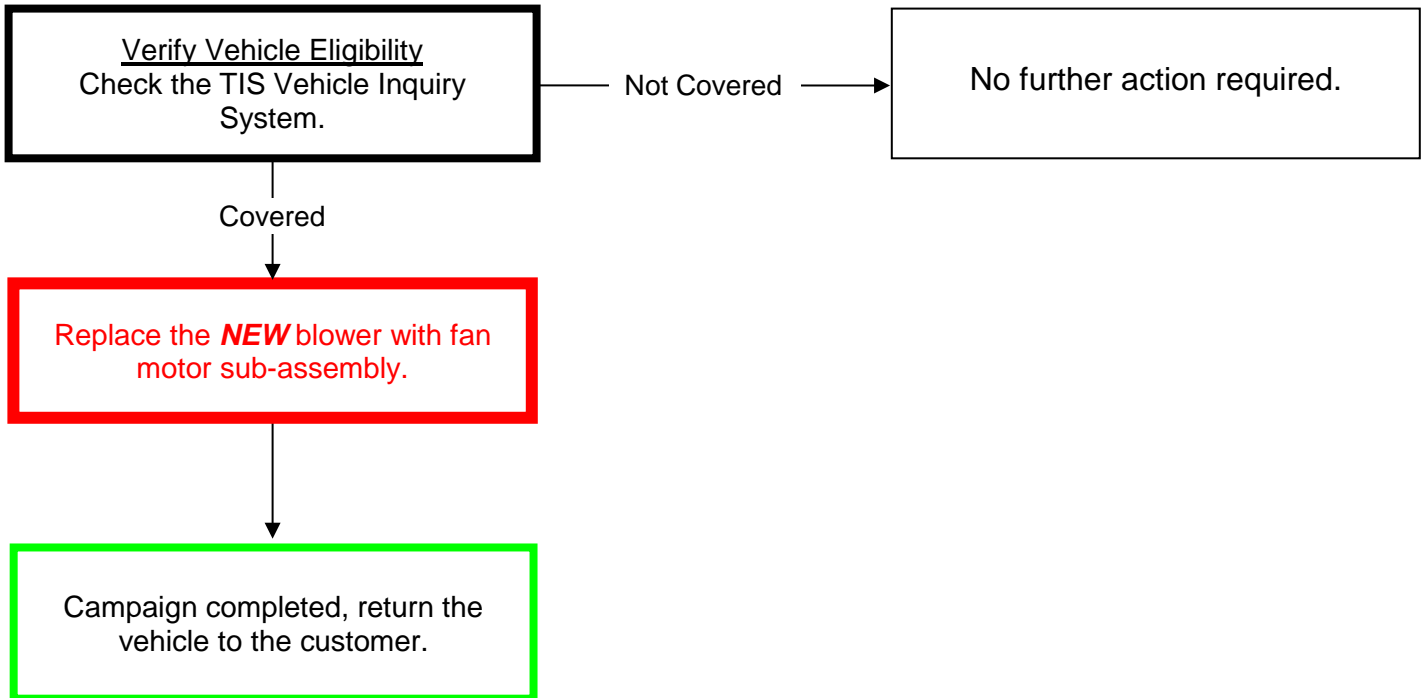 Verify Vehicle Eligibility
Check the TIS Vehicle Inquiry
System.
Not Covered
No further action required.
Covered
Replace the NEW blower with fan
motor sub-assembly.
Campaign completed, return the
vehicle to the customer.